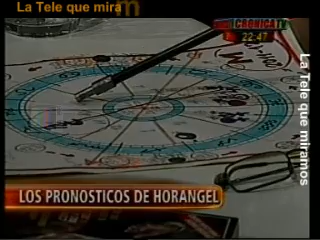 La Tele que mira
m
CRONICA TV
22:47
La Tele que miramos
LOS PRONOSTICOS DE HORANGEL